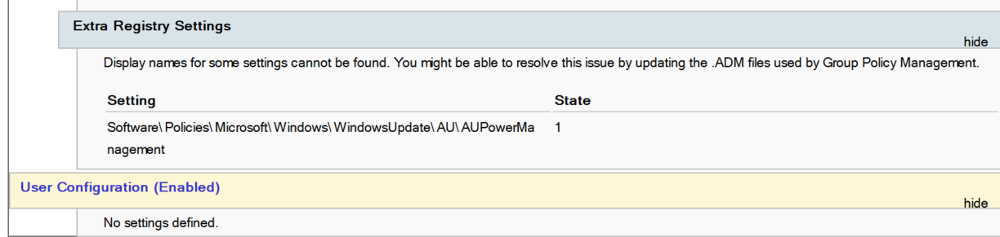 Extra Registry Settings
hide
Display names for some settings cannot be found. You might be able to resolve this issue by updating the .ADM files used by Group Policy Management.
Setting State
Software\Policies\Microsoft\Windows\WindowsUpdate\AU\AUPowerMa 1
nagement
User Configuration (Enabled)
hide
No settings defined.